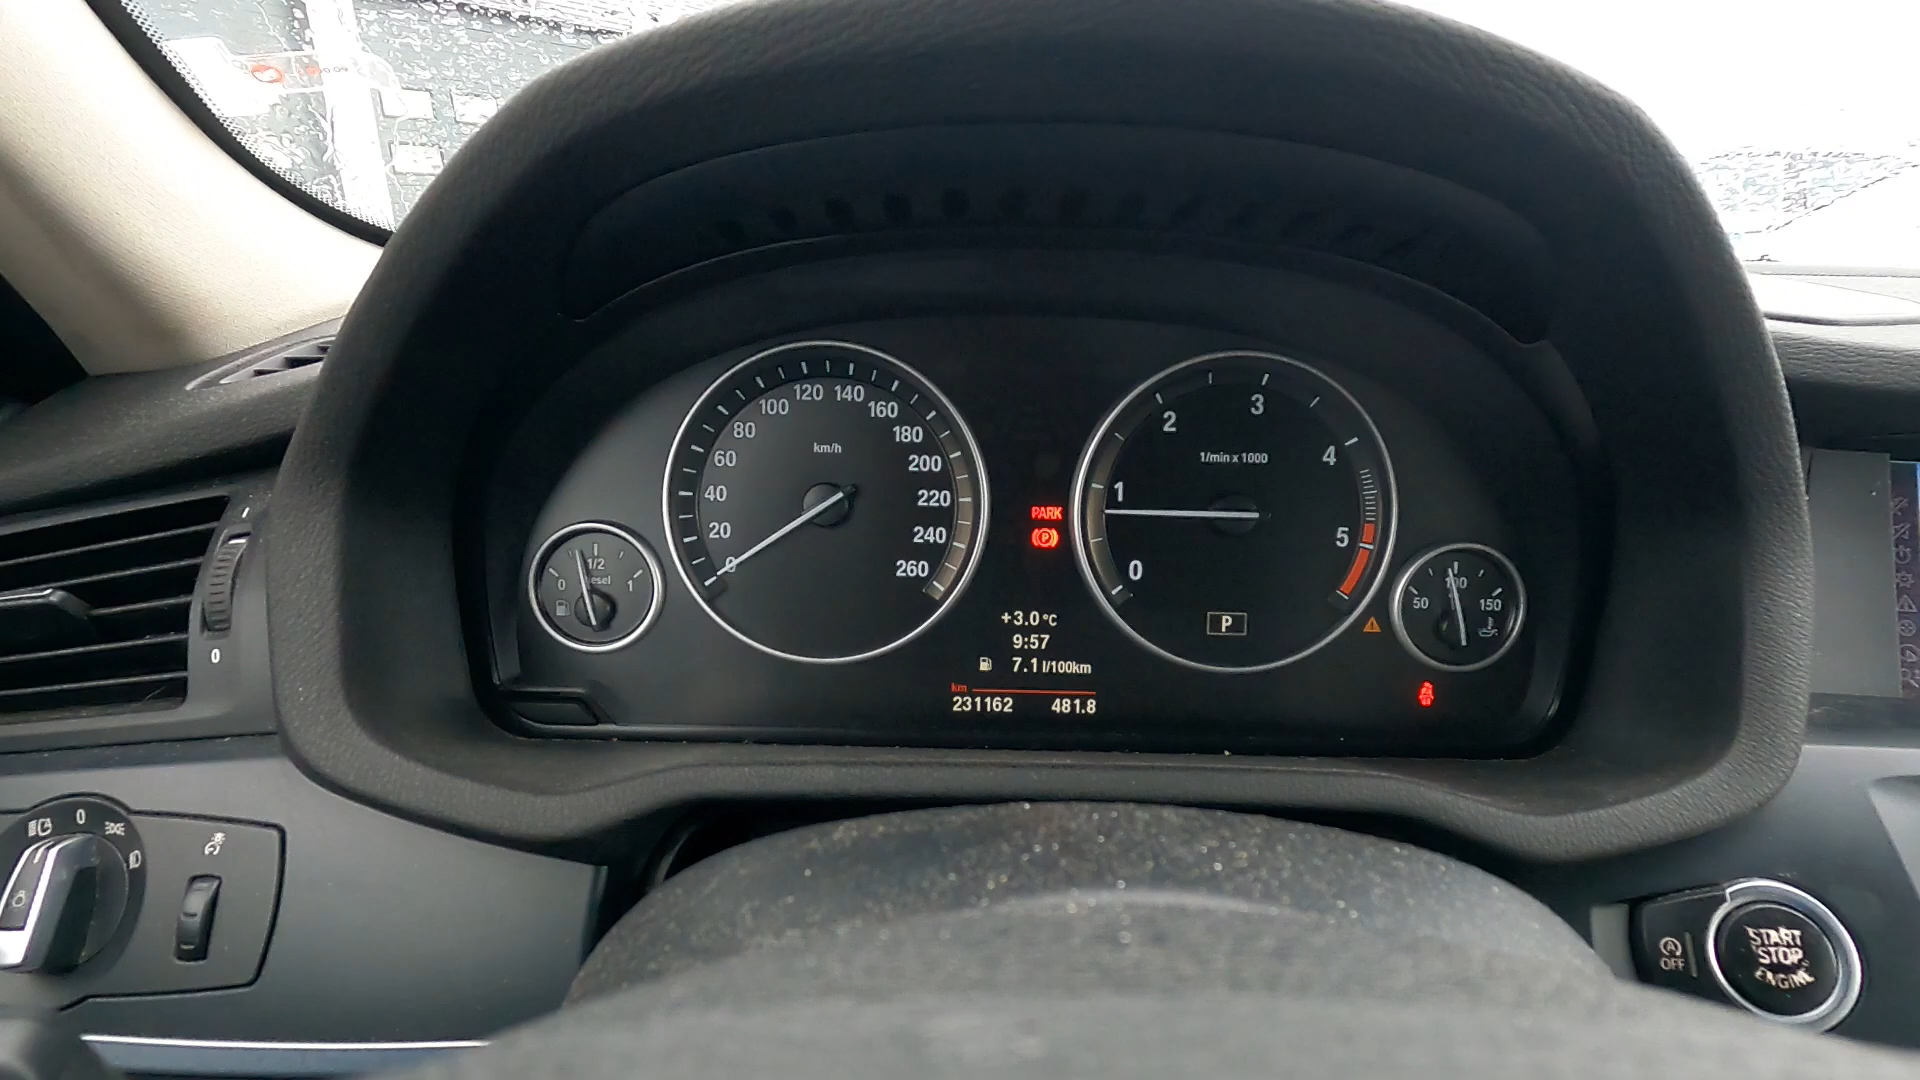 0
20
40
60
80
100
120
140
160
180
200
220
240
260
km/h
0
1/2
1
PARK
P
+3.0°C
9:57
7.1 l/100km
km
231162 481.8
0
1
2
3
4
5
1/min x 1000
P
50
100
150
0
0
A
OFF
START
STOP
ENGINE